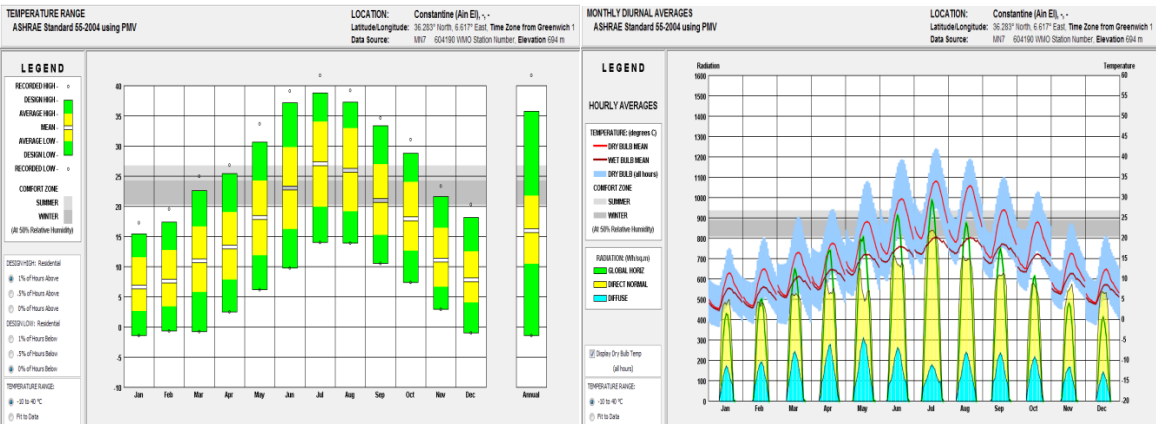 TEMPERATURE RANGE
ASHRAE Standard 55-2004 using PMV
LOCATION: Constantine (Ain El), -, -
Latitude/Longitude: 36.283° North, 6.617° East, Time Zone from Greenwich 1
Data Source: MN7 604190 WMO Station Number, Elevation 694 m
LEGEND
RECORDED HIGH -
DESIGN HIGH -
AVERAGE HIGH -
MEAN -
AVERAGE LOW -
DESIGN LOW -
RECORDED LOW -
COMFORT ZONE
SUMMER
WINTER
(At 50% Relative Humidity)
DESIGN HIGH: Residential
1% of Hours Above
.5% of Hours Above
0% of Hours Above
DESIGN LOW: Residential
1% of Hours Below
.5% of Hours Below
0% of Hours Below
TEMPERATURE RANGE:
-10 to 40 °C
Fit to Data
40
35
30
25
20
15
10
5
0
-5
-10
Jan Feb Mar Apr May Jun Jul Aug Sep Oct Nov Dec Annual
MONTHLY DIURNAL AVERAGES
ASHRAE Standard 55-2004 using PMV
LOCATION: Constantine (Ain El), -, -
Latitude/Longitude: 36.283° North, 6.617° East, Time Zone from Greenwich 1
Data Source: MN7 604190 WMO Station Number, Elevation 694 m
LEGEND
HOURLY AVERAGES
TEMPERATURE: (degrees C)
DRY BULB MEAN
WET BULB MEAN
DRY BULB (all hours)
COMFORT ZONE
SUMMER
WINTER
(At 50% Relative Humidity)
RADIATION: (Wh/sq.m)
GLOBAL HORIZ
DIRECT NORMAL
DIFFUSE
Display Dry Bulb Temp
(all hours)
TEMPERATURE RANGE:
-10 to 40 °C
Fit to Data
Radiation Temperature
1600 60
1500 55
1400 50
1300 45
1200 40
1100 35
1000 30
900 25
800 20
700 15
600 10
500 5
400 0
300 -5
200 -10
100 -15
0 -20
Jan Feb Mar Apr May Jun Jul Aug Sep Oct Nov Dec